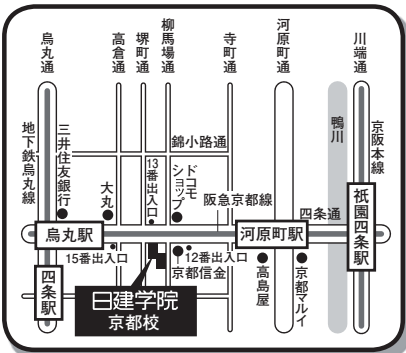 烏丸通
高倉通
堺町通
柳馬場通
寺町通
河原町通
川端通
地下鉄烏丸線
三井住友銀行
大丸
13番出入口
ドコモ
ショップ
錦小路通
阪急京都線
四条通
鴨川
京阪本線
烏丸駅
河原町駅
祇園四条駅
四条駅
15番出入口
12番出入口
京都信金
高島屋
京都マルイ
日建学院
京都校